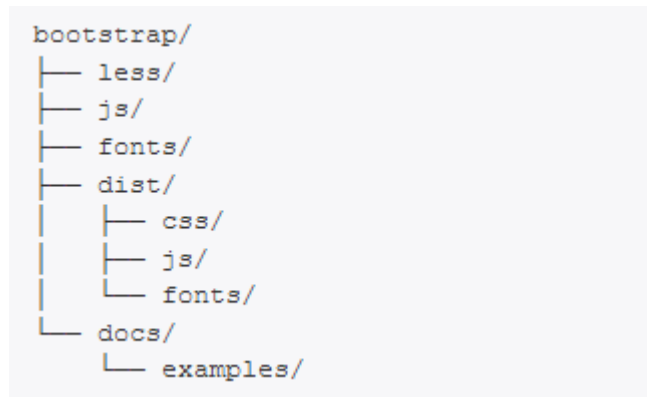 bootstrap/
├── less/
├── js/
├── fonts/
├── dist/
│   ├── css/
│   ├── js/
│   └── fonts/
└── docs/
    └── examples/